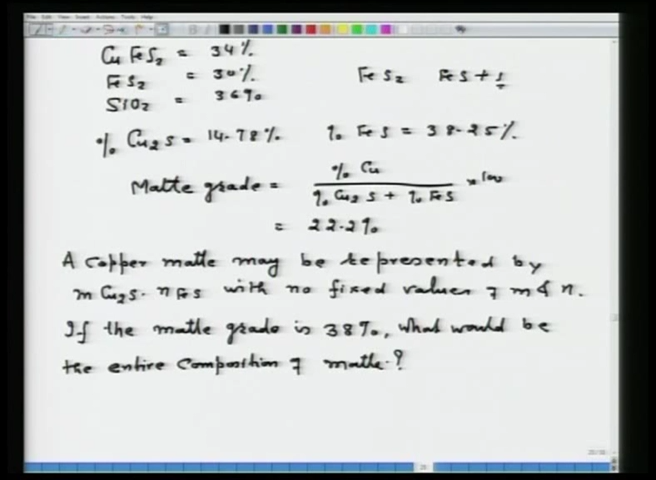 CuFeS2 = 34%
FeS2 = 30% FeS2 FeS + S
SiO2 = 36%
% Cu2S = 14.78% % FeS = 38.25%
Matte grade = % Cu / % Cu2S + % FeS × 100
= 22.2%
A copper matte may be represented by
m Cu2S. n FeS with no fixed values of m & n.
If the matte grade is 38%, what would be
the entire composition of matte?